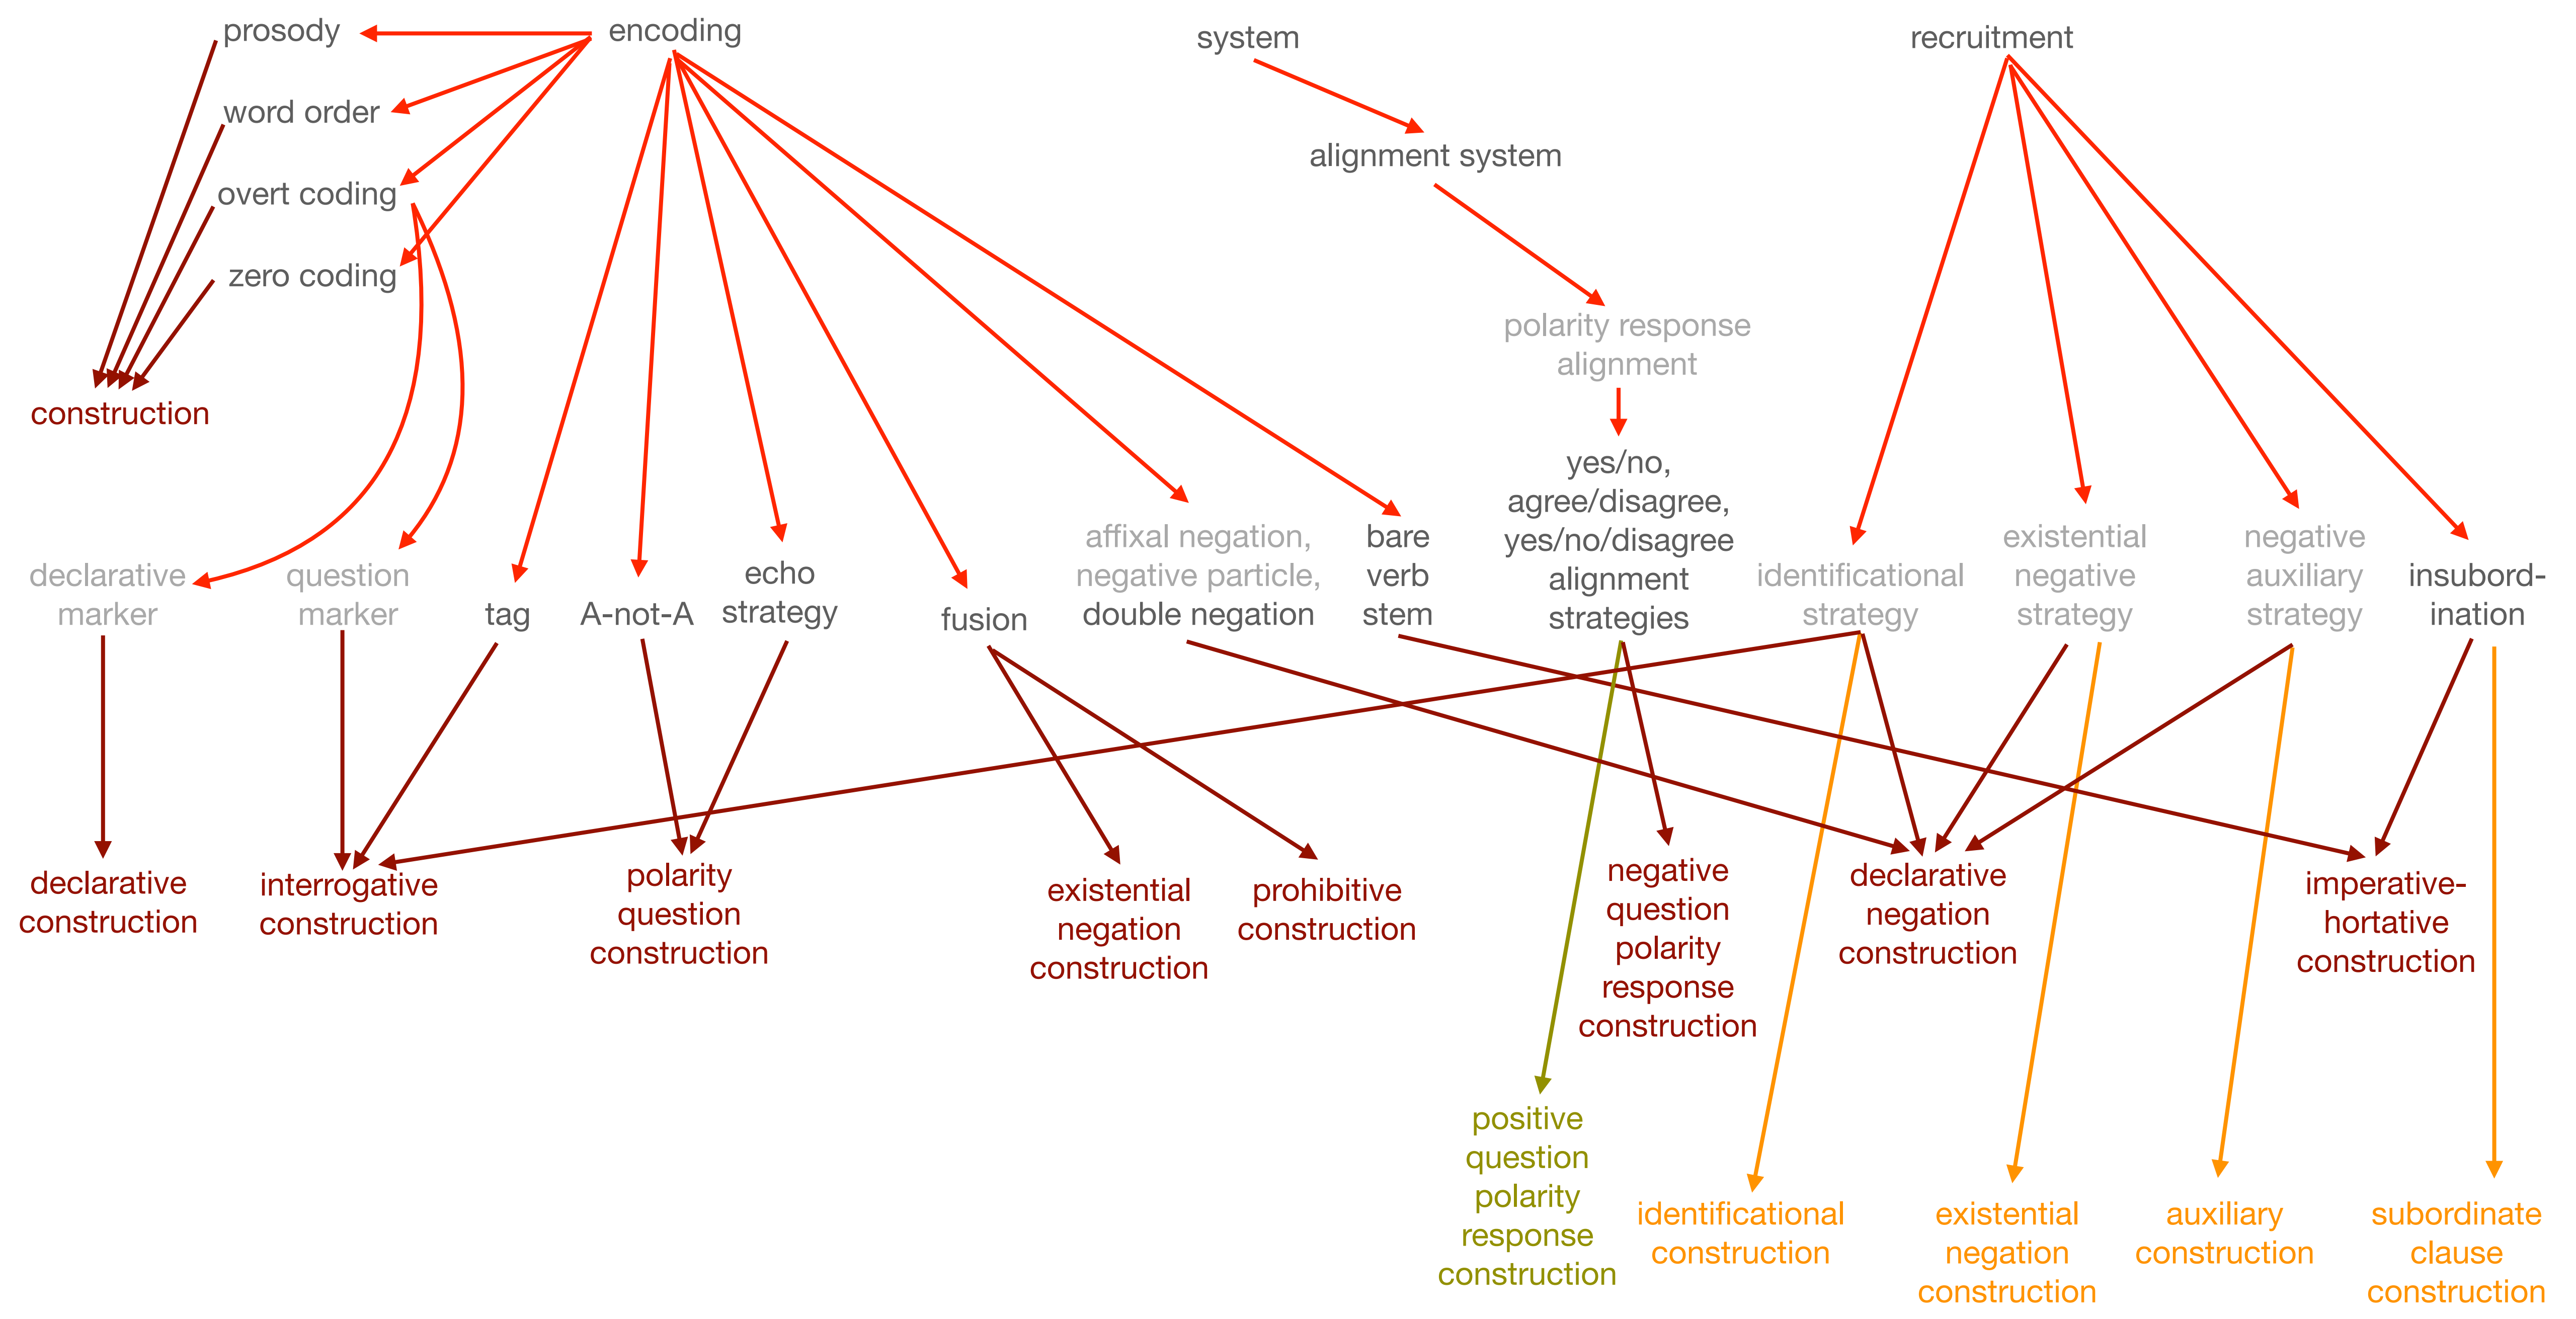 prosody
encoding
system
recruitment
word order
alignment system
overt coding
zero coding
polarity response
alignment
construction
yes/no,
agree/disagree,
yes/no/disagree
alignment
strategies
declarative
marker
question
marker
tag
A-not-A
echo
strategy
fusion
affixal negation,
negative particle,
double negation
bare
verb
stem
identificational
strategy
existential
negative
strategy
negative
auxiliary
strategy
insubord-
ination
declarative
construction
interrogative
construction
polarity
question
construction
existential
negation
construction
prohibitive
construction
negative
question
polarity
response
construction
declarative
negation
construction
imperative-
hortative
construction
positive
question
polarity
response
construction
identificational
construction
existential
negation
construction
auxiliary
construction
subordinate
clause
construction